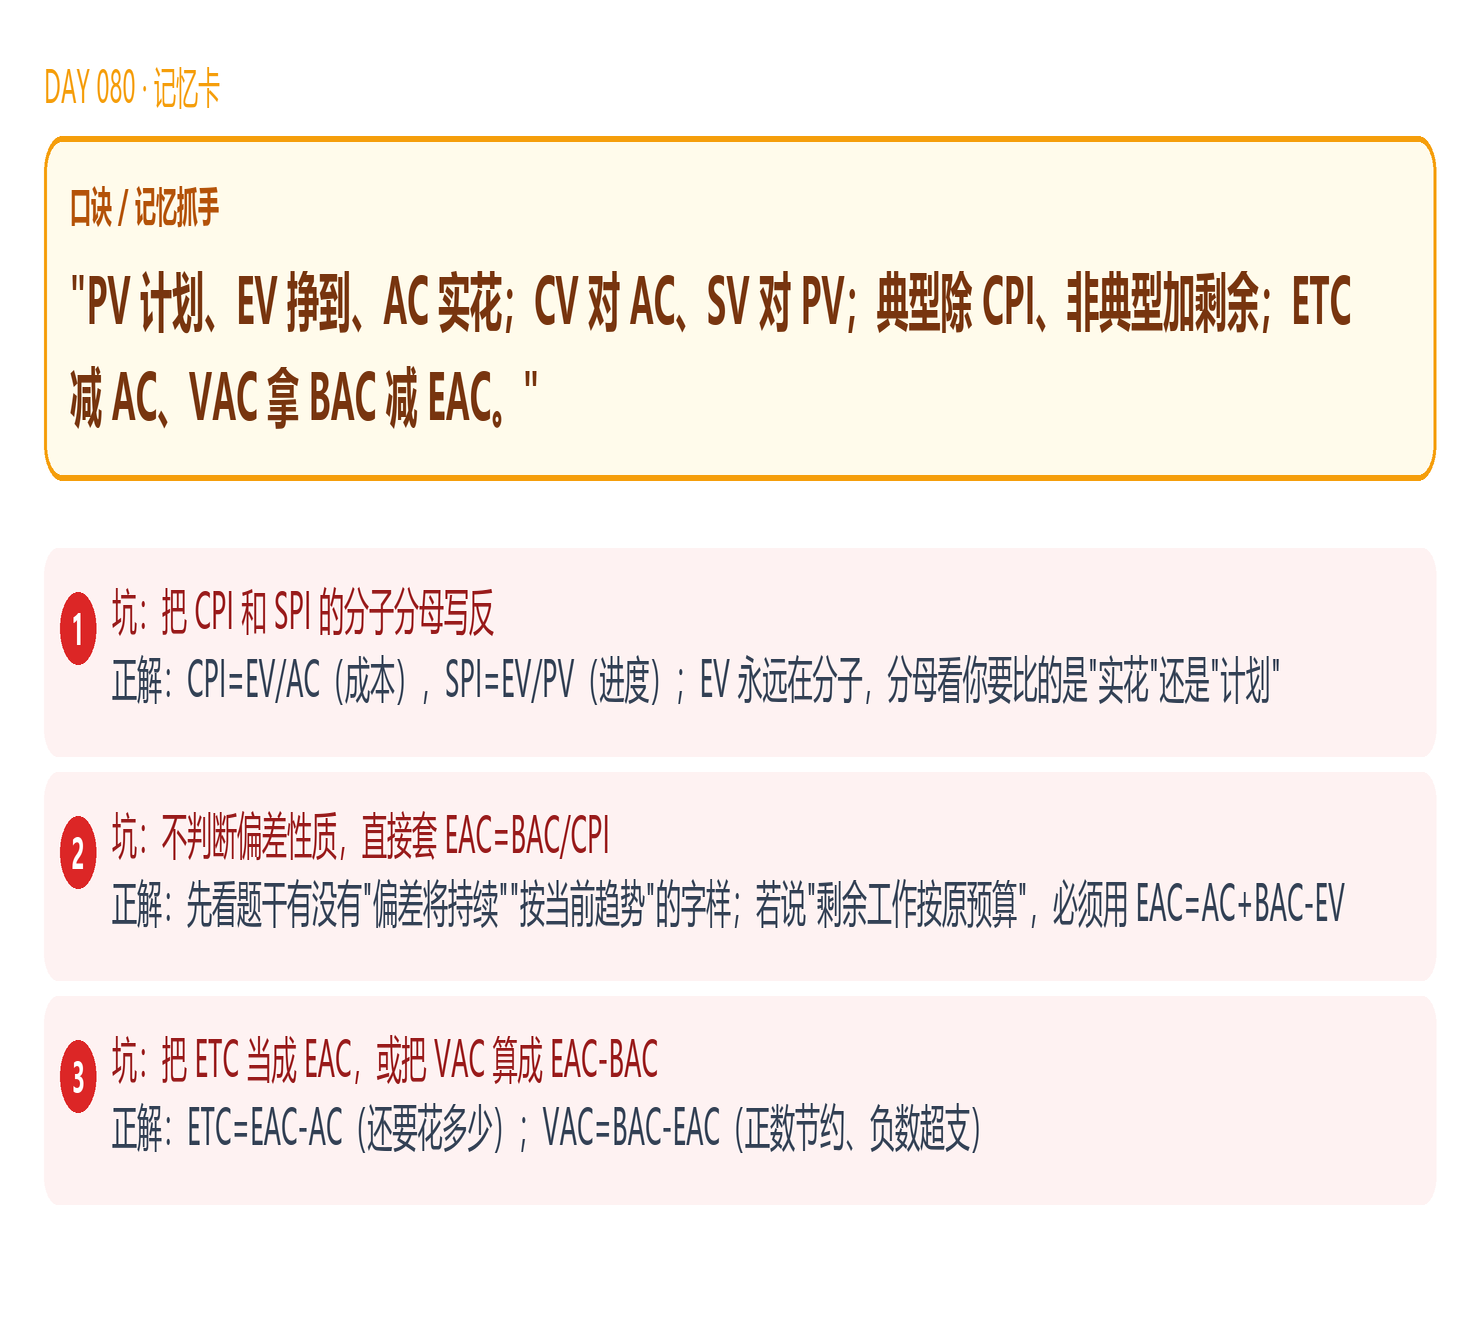 DAY 080 · 记忆卡
口诀 / 记忆抓手
"PV 计划、EV 挣到、AC 实花；CV 对 AC、SV 对 PV；典型除 CPI、非典型加剩余；ETC
减 AC、VAC 拿 BAC 减 EAC。"
1 坑：把 CPI 和 SPI 的分子分母写反
正解：CPI=EV/AC（成本），SPI=EV/PV（进度）；EV 永远在分子，分母看你要比的是"实花"还是"计划"
2 坑：不判断偏差性质，直接套 EAC=BAC/CPI
正解：先看题干有没有"偏差将持续""按当前趋势"的字样；若说"剩余工作按原预算"，必须用 EAC=AC+BAC-EV
3 坑：把 ETC 当成 EAC，或把 VAC 算成 EAC-BAC
正解：ETC=EAC-AC（还要花多少）；VAC=BAC-EAC（正数节约、负数超支）